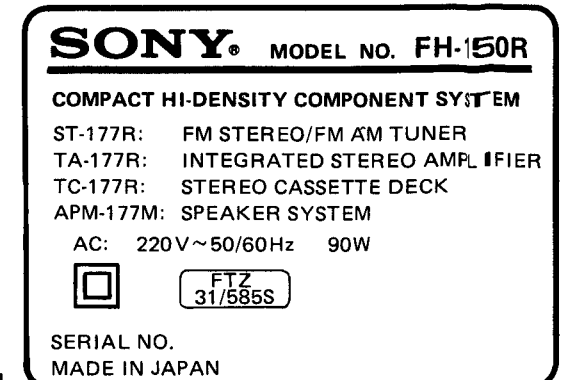 SONY® MODEL NO. FH-150R
COMPACT HI-DENSITY COMPONENT SYSTEM
ST-177R: FM STEREO/FM AM TUNER
TA-177R: INTEGRATED STEREO AMPLIFIER
TC-177R: STEREO CASSETTE DECK
APM-177M: SPEAKER SYSTEM
AC: 220V~50/60Hz 90W
FTZ
31/585S
SERIAL NO.
MADE IN JAPAN